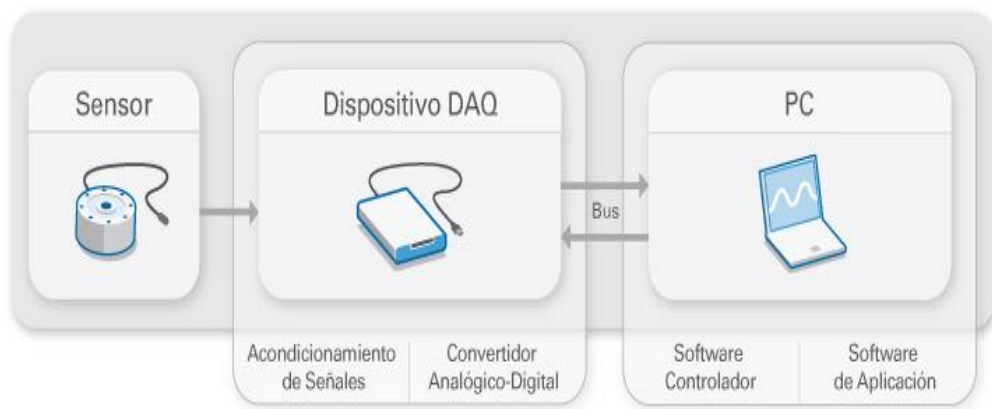 Sensor
Dispositivo DAQ
PC
Bus
Acondicionamiento
de Señales
Convertidor
Analógico-Digital
Software
Controlador
Software
de Aplicación